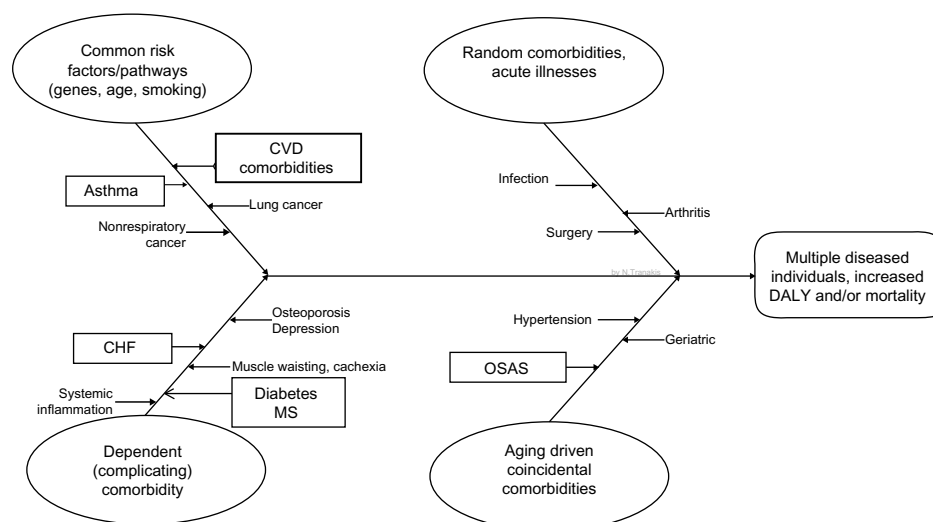 Common risk
factors/pathways
(genes, age, smoking)
Random comorbidities,
acute illnesses
CVD
comorbidities
Asthma
Lung cancer
Nonrespiratory
cancer
Infection
Arthritis
Surgery
by N.Tranakis
Multiple diseased
individuals, increased
DALY and/or mortality
Osteoporosis
Depression
CHF
Muscle waisting, cachexia
Systemic
inflammation
Diabetes
MS
Hypertension
Geriatric
OSAS
Dependent
(complicating)
comorbidity
Aging driven
coincidental
comorbidities